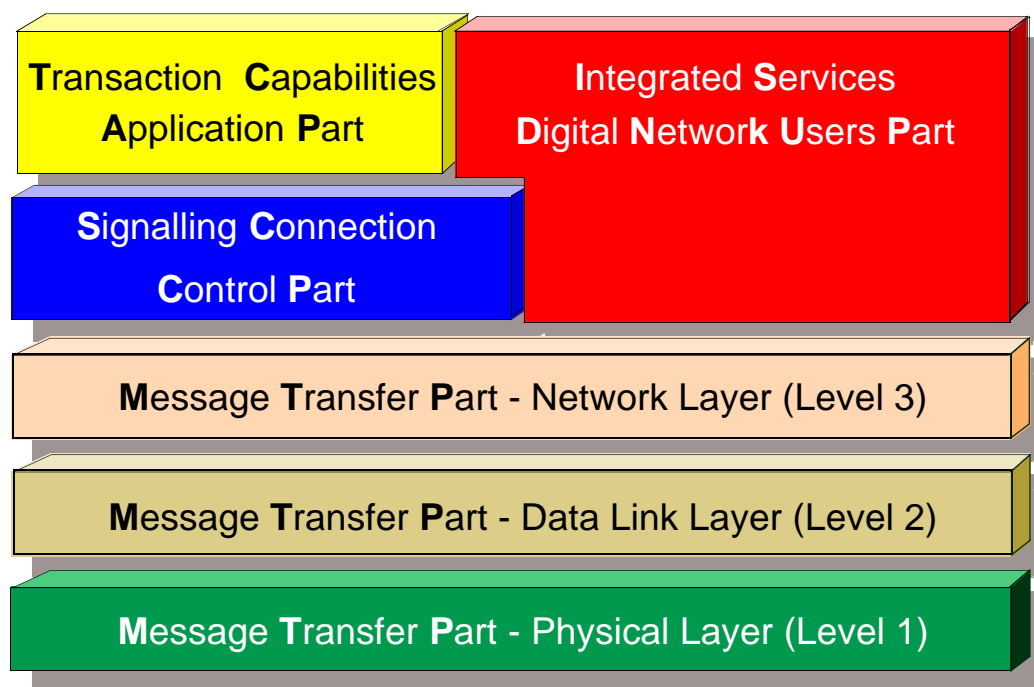 Transaction Capabilities
Application Part
Integrated Services
Digital Network Users Part
Signalling Connection
Control Part
Message Transfer Part - Network Layer (Level 3)
Message Transfer Part - Data Link Layer (Level 2)
Message Transfer Part - Physical Layer (Level 1)